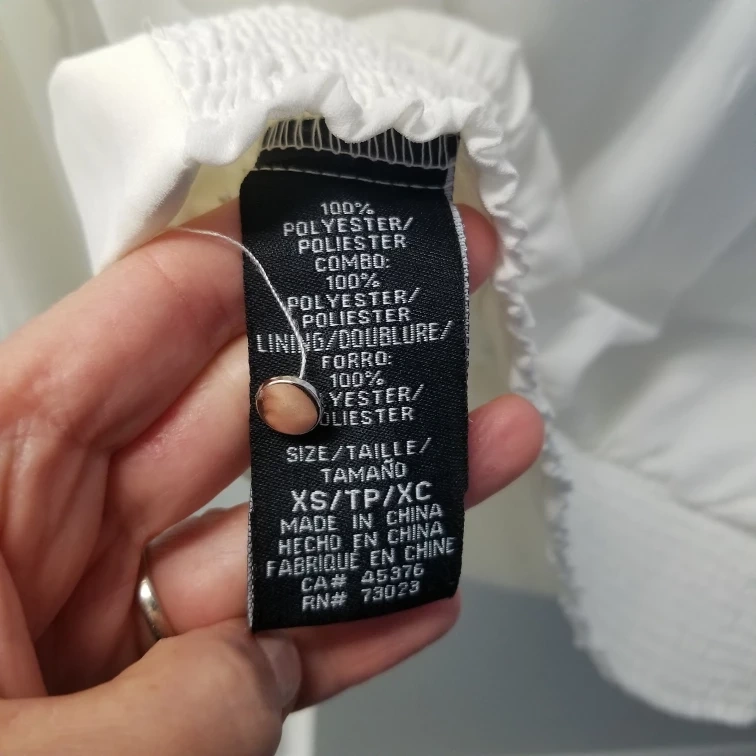 100%
POLYESTER/
POLIESTER
COMBO:
100%
POLYESTER/
POLIESTER
LINING/DOUBLURE/
FORRO:
100%
YESTER/
OLIESTER
SIZE/TAILLE/
TAMAÑO
XS/TP/XC
MADE IN CHINA
HECHO EN CHINA
FABRIQUÉ EN CHINE
CA# 45376
RN# 73023